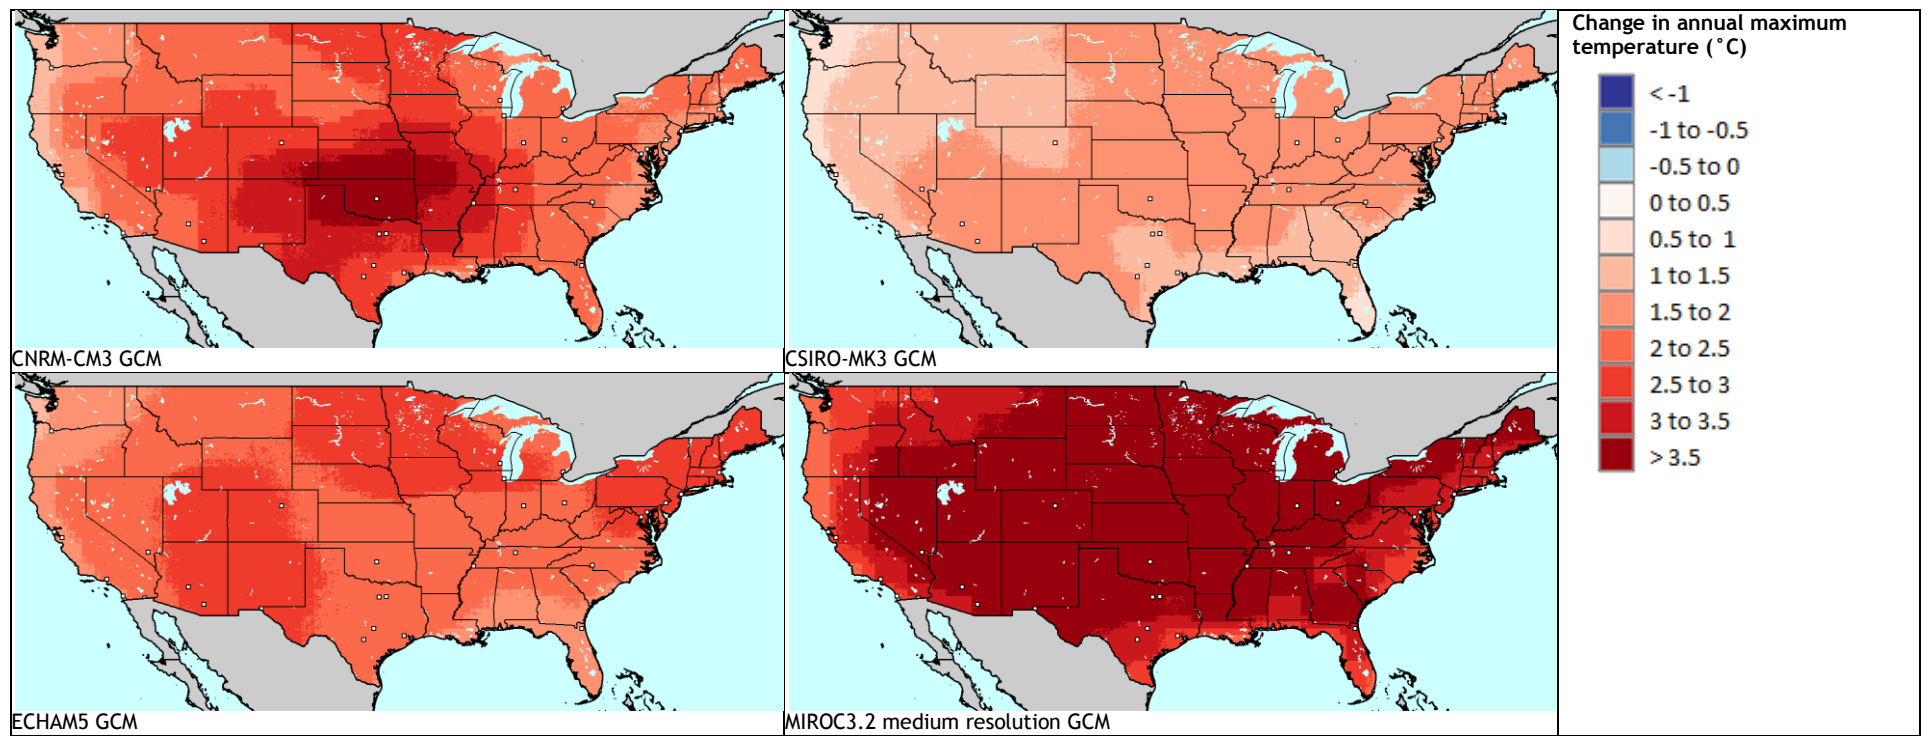 CNRM-CM3 GCM
CSIRO-MK3 GCM
ECHAM5 GCM
MIROC3.2 medium resolution GCM
Change in annual maximum
temperature (˚C)
< -1
-1 to -0.5
-0.5 to 0
0 to 0.5
0.5 to 1
1 to 1.5
1.5 to 2
2 to 2.5
2.5 to 3
3 to 3.5
> 3.5